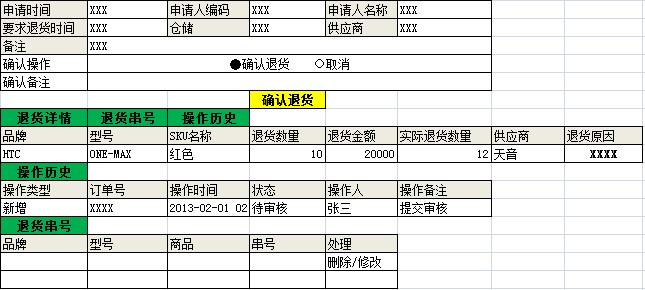 申请时间 XXX 申请人编码 XXX 申请人名称 XXX
要求退货时间 XXX 仓储 XXX 供应商 XXX
备注 XXX
确认操作 ●确认退货 ○取消
确认备注
确认退货
退货详情 退货串号 操作历史
品牌 型号 SKU名称 退货数量 退货金额 实际退货数量 供应商 退货原因
HTC ONE-MAX 红色 10 20000 12 天音 XXXX
操作历史
操作类型 订单号 操作时间 状态 操作人 操作备注
新增 XXXX 2013-02-01 02 待审核 张三 提交审核
退货串号
品牌 型号 商品 串号 处理
删除/修改